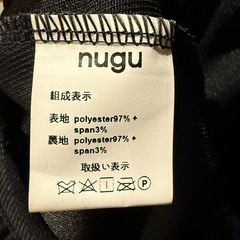 nugu
組成表示
表地 polyester97% +
span3%
裏地 polyester97% +
span3%
取扱い表示
P